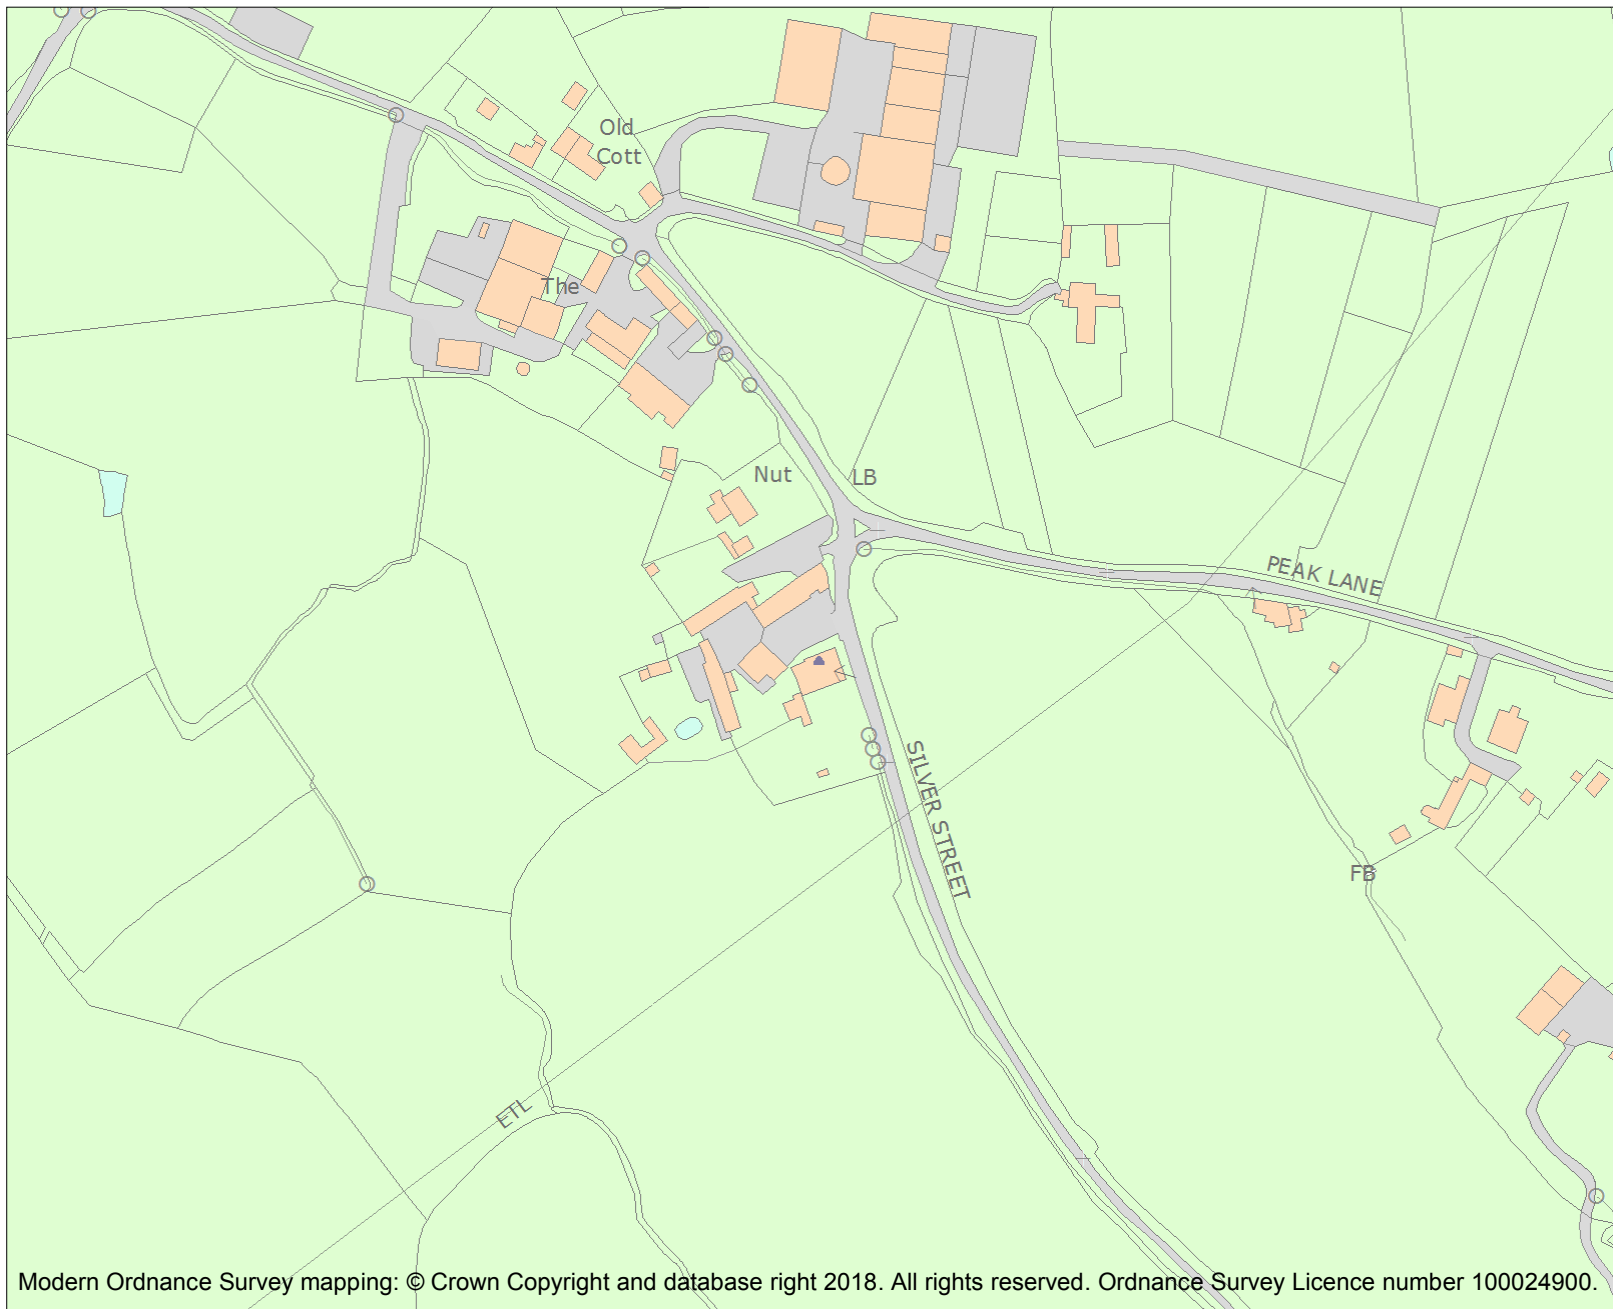 Old
Cott
The
Nut
LB
PEAK LANE
SILVER STREET
FB
ETL
Modern Ordnance Survey mapping: © Crown Copyright and database right 2018. All rights reserved. Ordnance Survey Licence number 100024900.